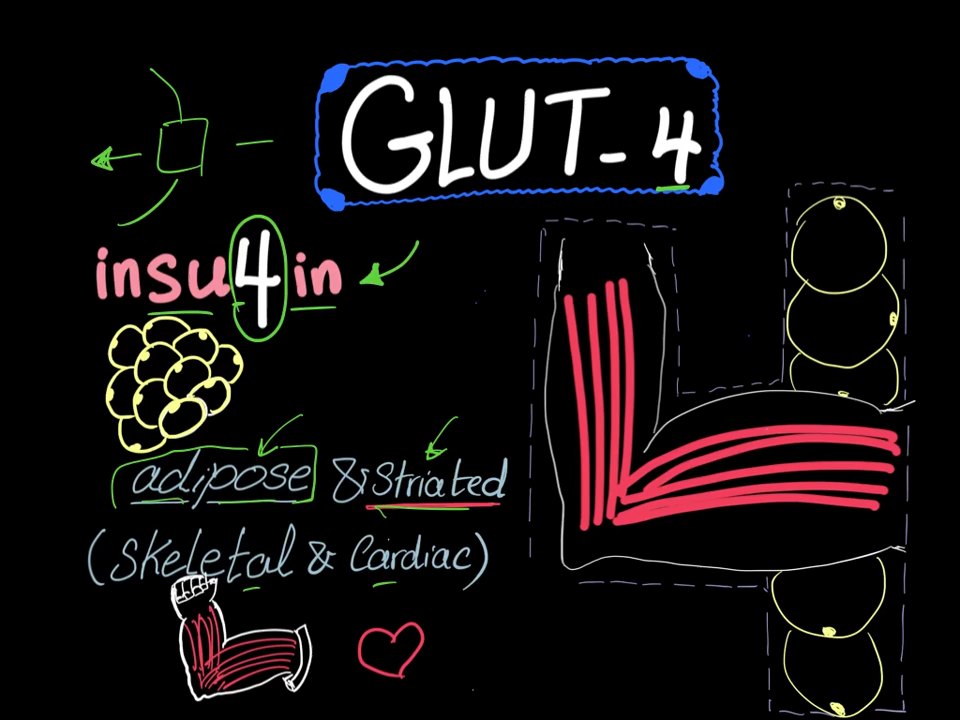 GLUT-4
insu4in
adipose & Striated
(Skeletal & Cardiac)